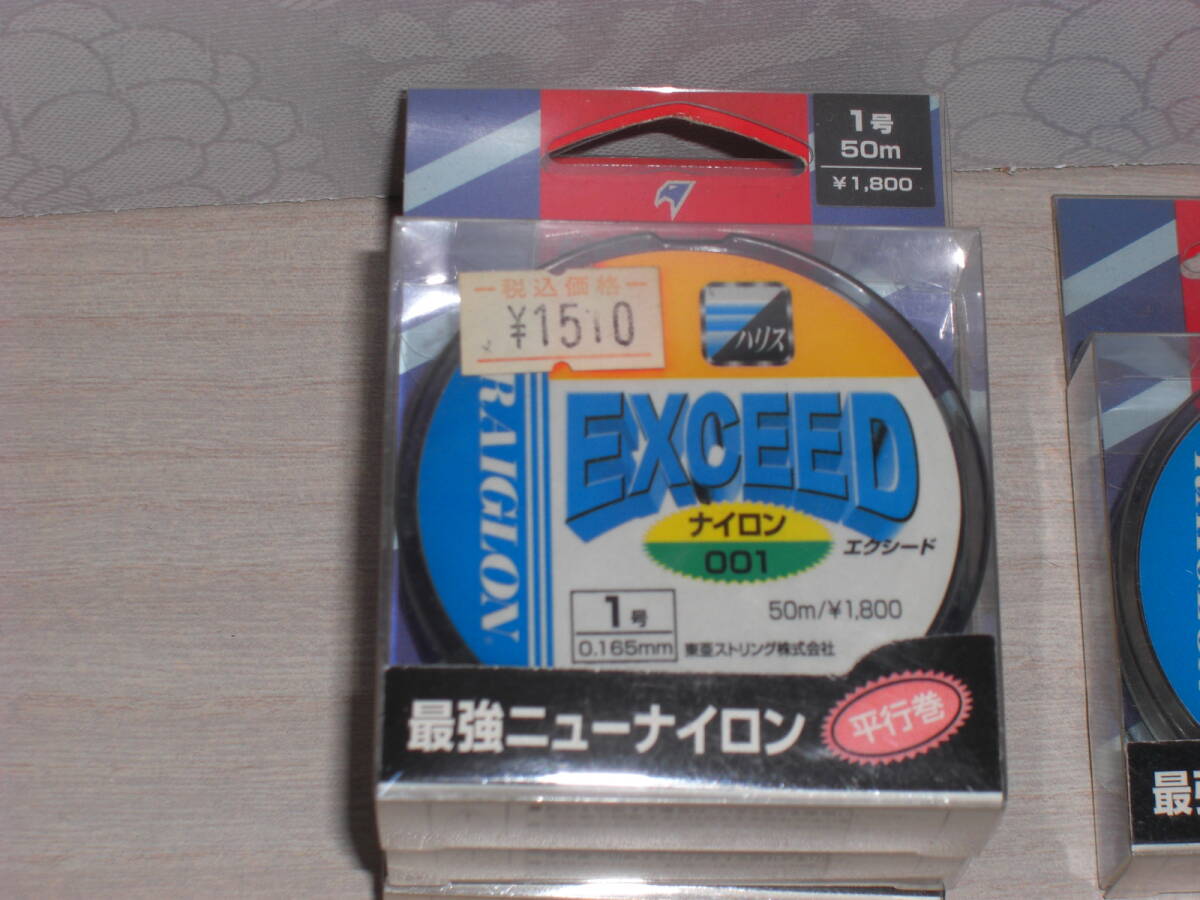 1号
50m
¥1,800
税込価格
¥1510
ハリス
RAIGLON
EXCEED
ナイロン
001
エクシード
1号
0.165mm
50m/¥1,800
東亜ストリング株式会社
最強ニューナイロン
平行巻
最